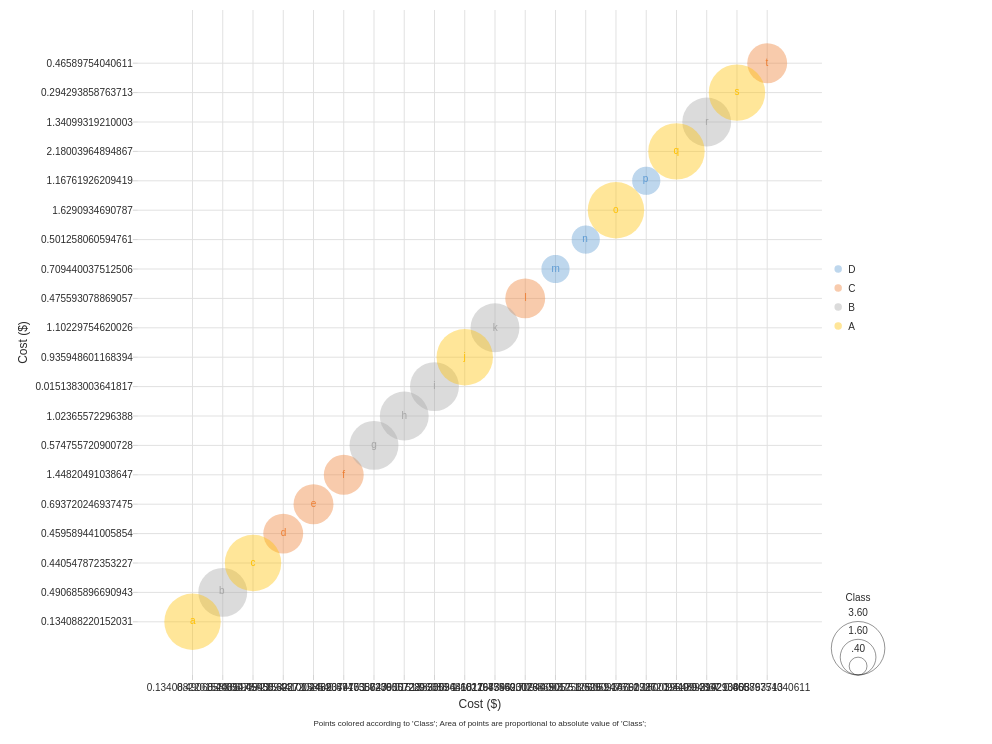 0.46589754040611
t
0.294293858763713
s
1.34099319210003
r
2.18003964894867
q
1.16761926209419
p
1.6290934690787
o
0.501258060594761
n
0.709440037512506
m
D
0.475593078869057
l
C
1.10229754620026
k
B
A
0.935948601168394
j
Cost ($)
0.0151383003641817
i
1.02365572296388
h
0.574755720900728
g
1.44820491038647
f
0.693720246937475
e
0.459589441005854
d
0.440547872353227
c
0.490685896690943
b
0.134088220152031
a
Class
3.60
1.60
.40
Cost ($)
Points colored according to 'Class'; Area of points are proportional to absolute value of 'Class';